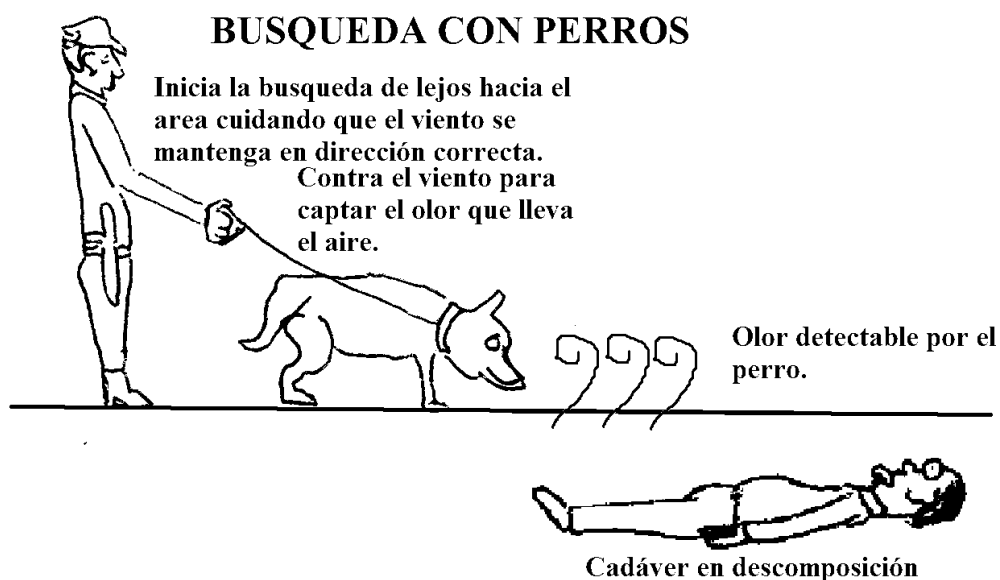 BUSQUEDA CON PERROS
Inicia la busqueda de lejos hacia el
area cuidando que el viento se
mantenga en dirección correcta.
Contra el viento para
captar el olor que lleva
el aire.
Olor detectable por el
perro.
Cadáver en descomposición